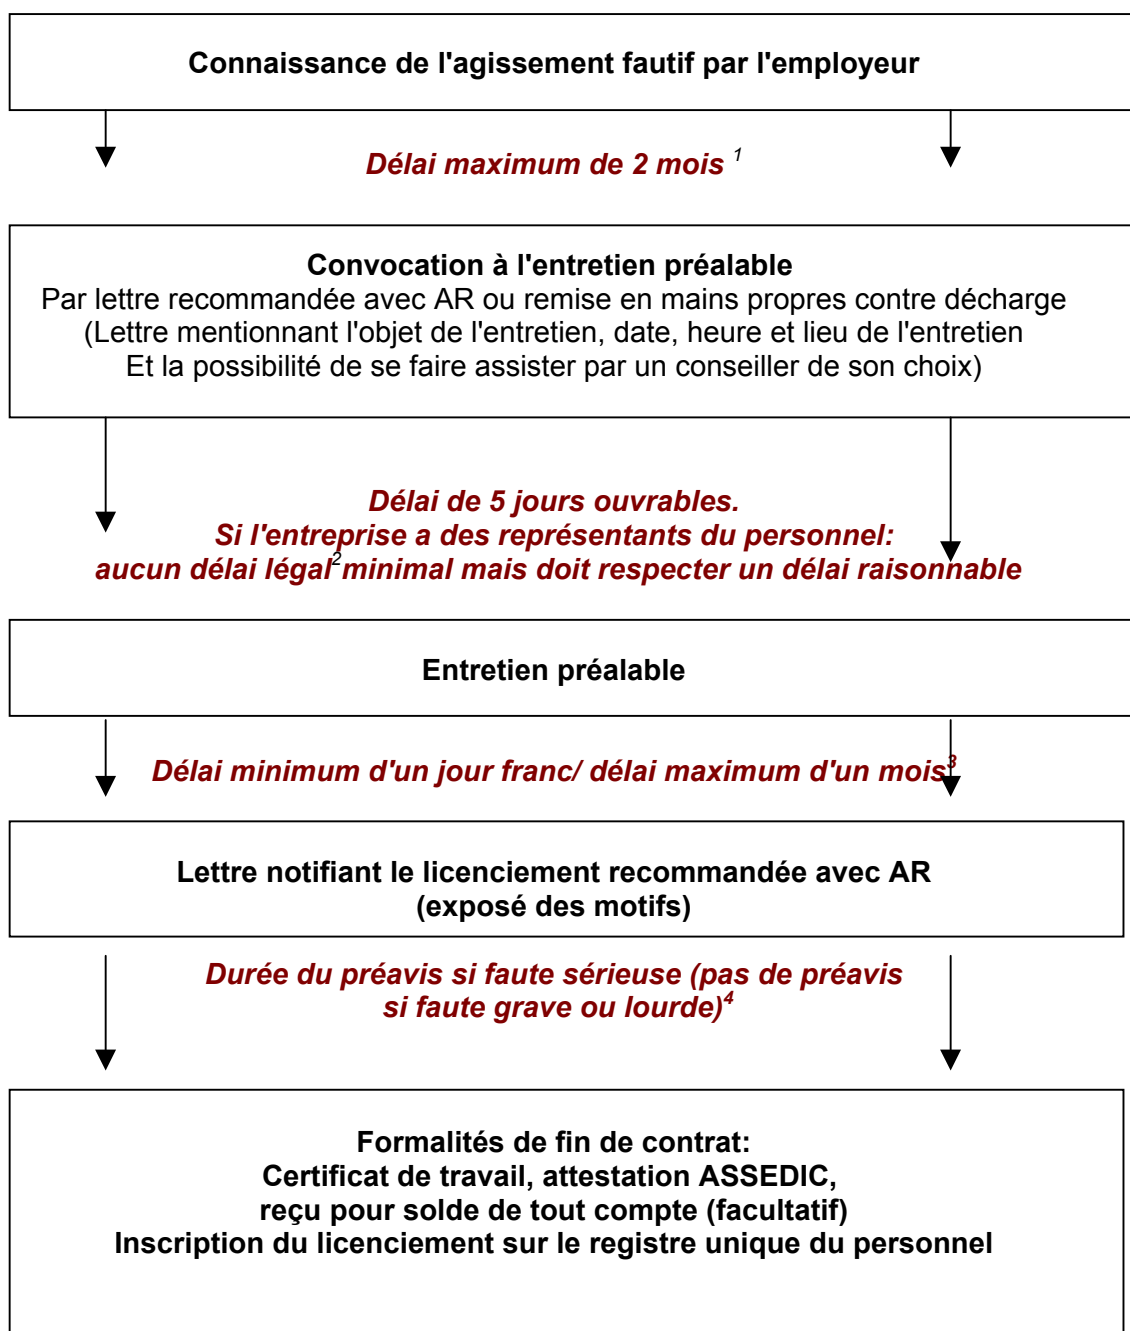 Connaissance de l'agissement fautif par l'employeur
Délai maximum de 2 mois 1
Convocation à l'entretien préalable
Par lettre recommandée avec AR ou remise en mains propres contre décharge
(Lettre mentionnant l'objet de l'entretien, date, heure et lieu de l'entretien
Et la possibilité de se faire assister par un conseiller de son choix)
Délai de 5 jours ouvrables.
Si l'entreprise a des représentants du personnel:
aucun délai légal2 minimal mais doit respecter un délai raisonnable
Entretien préalable
Délai minimum d'un jour franc/ délai maximum d'un mois3
Lettre notifiant le licenciement recommandée avec AR
(exposé des motifs)
Durée du préavis si faute sérieuse (pas de préavis
si faute grave ou lourde)4
Formalités de fin de contrat:
Certificat de travail, attestation ASSEDIC,
reçu pour solde de tout compte (facultatif)
Inscription du licenciement sur le registre unique du personnel